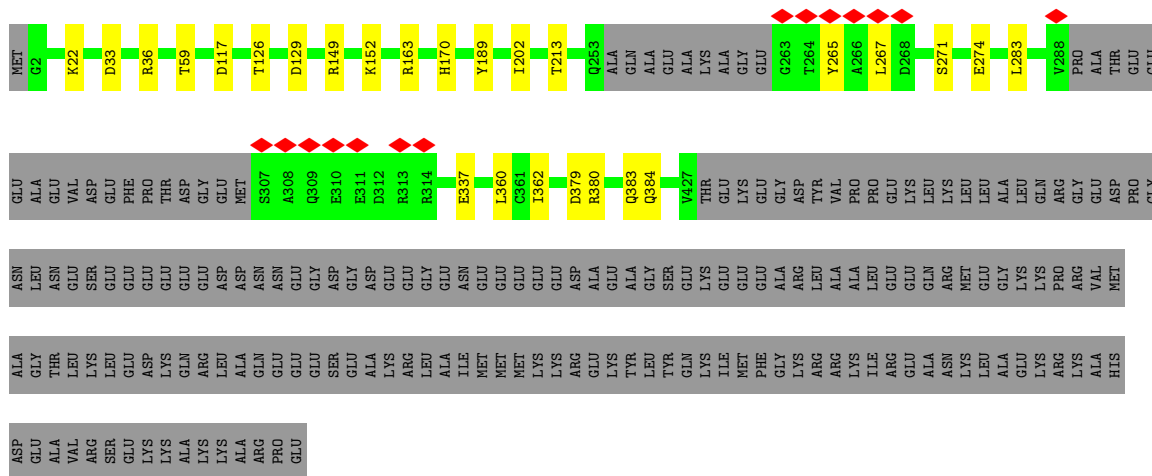 MET G2 K22 D33 R36 T59 D117 T126 D129 R149 K152 R163 H170 Y189 I202 T213 Q253 ALA GLN ALA GLU ALA LYS ALA GLY GLU G263 T264 Y265 A266 L267 D268 S271 E274 L283 V288 PRO ALA THR GLU GLU
GLU ALA GLU VAL ASP GLU PHE PRO THR ASP GLY GLU MET S307 A308 Q309 E310 E311 D312 R313 R314 E337 L360 C361 I362 D379 R380 Q383 Q384 V427 THR GLU LYS GLU GLY ASP TYR VAL PRO PRO GLU LYS LEU LYS LEU LEU ALA LEU GLN ARG GLY GLU ASP PRO GLY
ASN LEU ASN GLU SER GLU GLU GLU GLU GLU ASP ASP ASN ASN GLU GLY ASP GLY ASP GLU GLY GLU ASN GLU GLU GLU GLU GLU ASP ALA GLU ALA GLY SER GLU LYS GLU GLU GLU ALA ARG LEU ALA ALA LEU GLU GLU GLN ARG MET GLU GLY LYS LYS PRO ARG VAL MET
ALA GLY THR LEU LYS LEU GLU ASP LYS GLN ARG LEU ALA GLN GLU GLU GLU SER GLU ALA LYS ARG LEU ALA ILE MET MET MET LYS LYS ARG GLU LYS TYR LEU TYR GLN LYS ILE MET PHE GLY LYS ARG ARG LYS ILE ARG GLU ALA ASN LYS LEU ALA GLU LYS ARG LYS ALA HIS
ASP GLU ALA VAL ARG SER GLU LYS LYS ALA LYS LYS ALA ARG PRO GLU